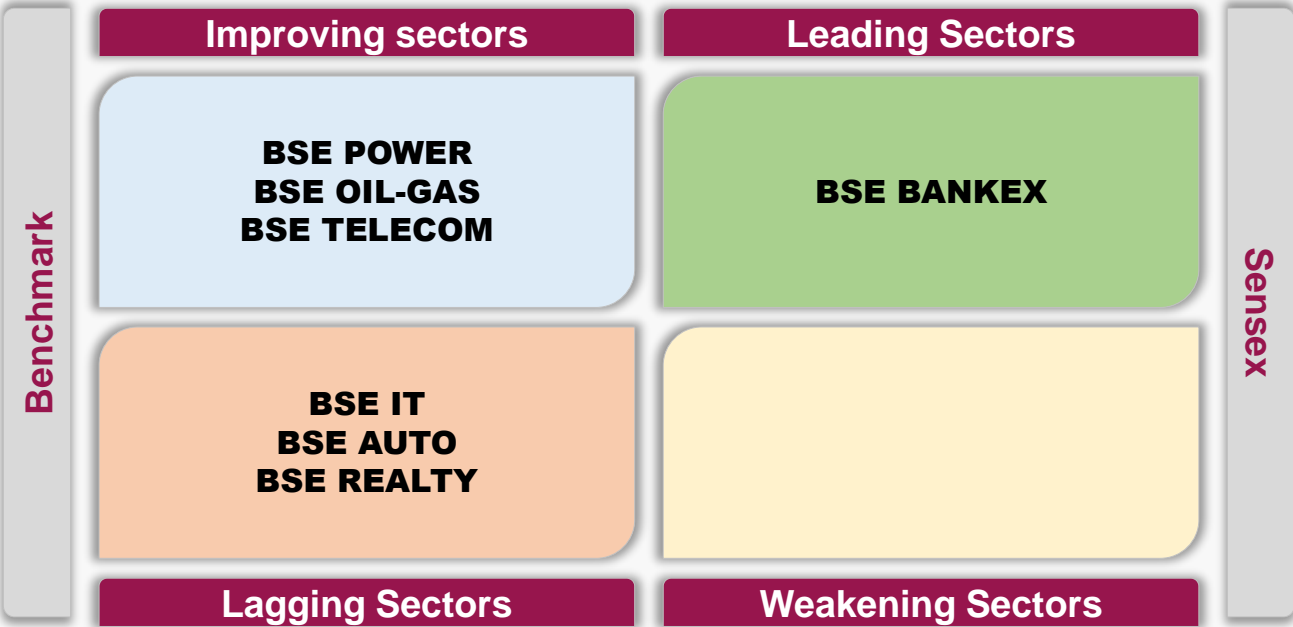 Improving sectors
Leading Sectors
Benchmark
BSE POWER
BSE OIL-GAS
BSE TELECOM
BSE BANKEX
Sensex
BSE IT
BSE AUTO
BSE REALTY
Lagging Sectors
Weakening Sectors